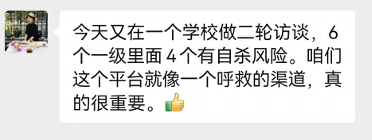 今天又在一个学校做二轮访谈，6
个一级里面4个有自杀风险。咱们
这个平台就像一个呼救的渠道，真
的很重要。👍